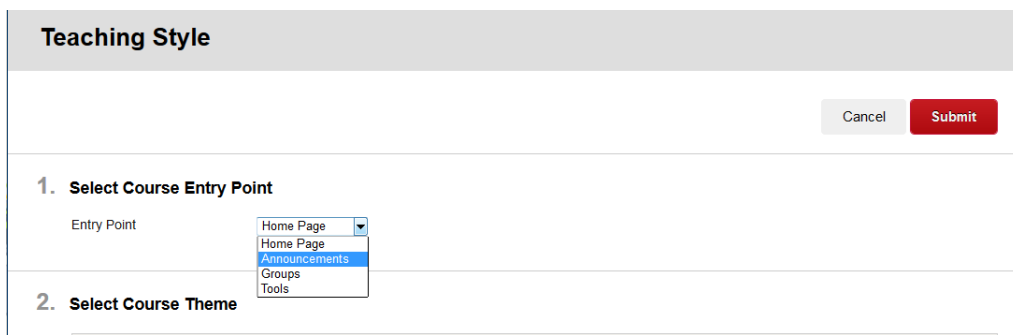 Teaching Style
Cancel Submit
1. Select Course Entry Point
Entry Point Home Page
Home Page
Announcements
Groups
Tools
2. Select Course Theme